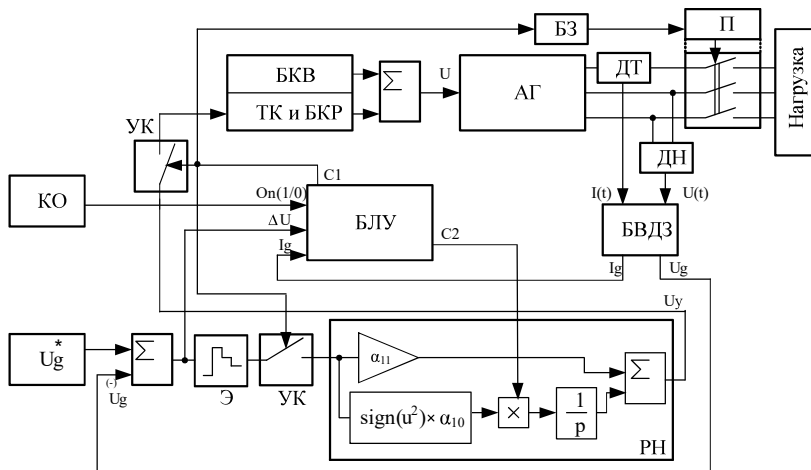 БЗ
П
БКВ
ТК и БКР
Σ
U
АГ
ДТ
Нагрузка
УК
ДН
КО
On(1/0)
C1
ΔU
Ig
БЛУ
C2
I(t)
U(t)
БВДЗ
Ig
Ug
Uy
Ug*
Σ
(-)
Ug
Э
УК
α11
sign(u²)× α10
×
1/p
Σ
РН